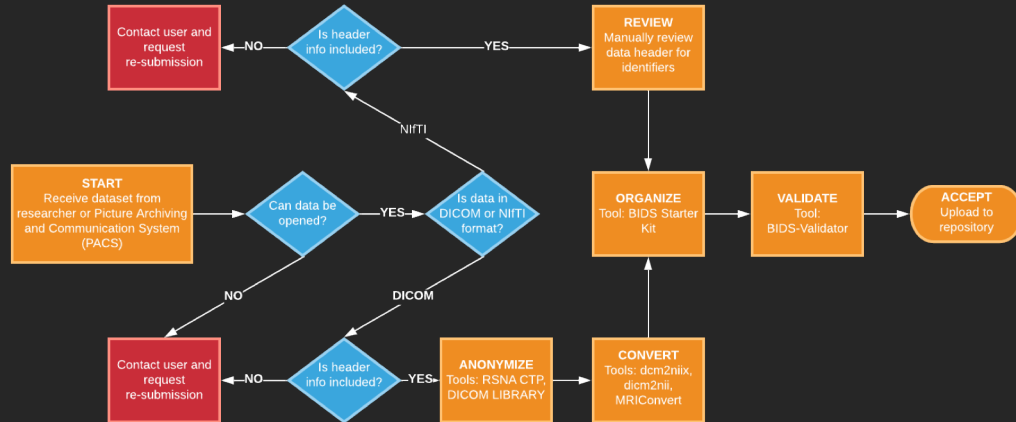 Contact user and
request
re-submission
NO
Is header
info included?
YES
REVIEW
Manually review
data header for
identifiers
NIfTI
START
Receive dataset from
researcher or Picture Archiving
and Communication System
(PACS)
Can data be
opened?
YES
Is data in
DICOM or NIfTI
format?
ORGANIZE
Tool: BIDS Starter
Kit
VALIDATE
Tool:
BIDS-Validator
ACCEPT
Upload to
repository
NO
DICOM
Contact user and
request
re-submission
NO
Is header
info included?
YES
ANONYMIZE
Tools: RSNA CTP,
DICOM LIBRARY
CONVERT
Tools: dcm2niix,
dicm2nii,
MRIConvert